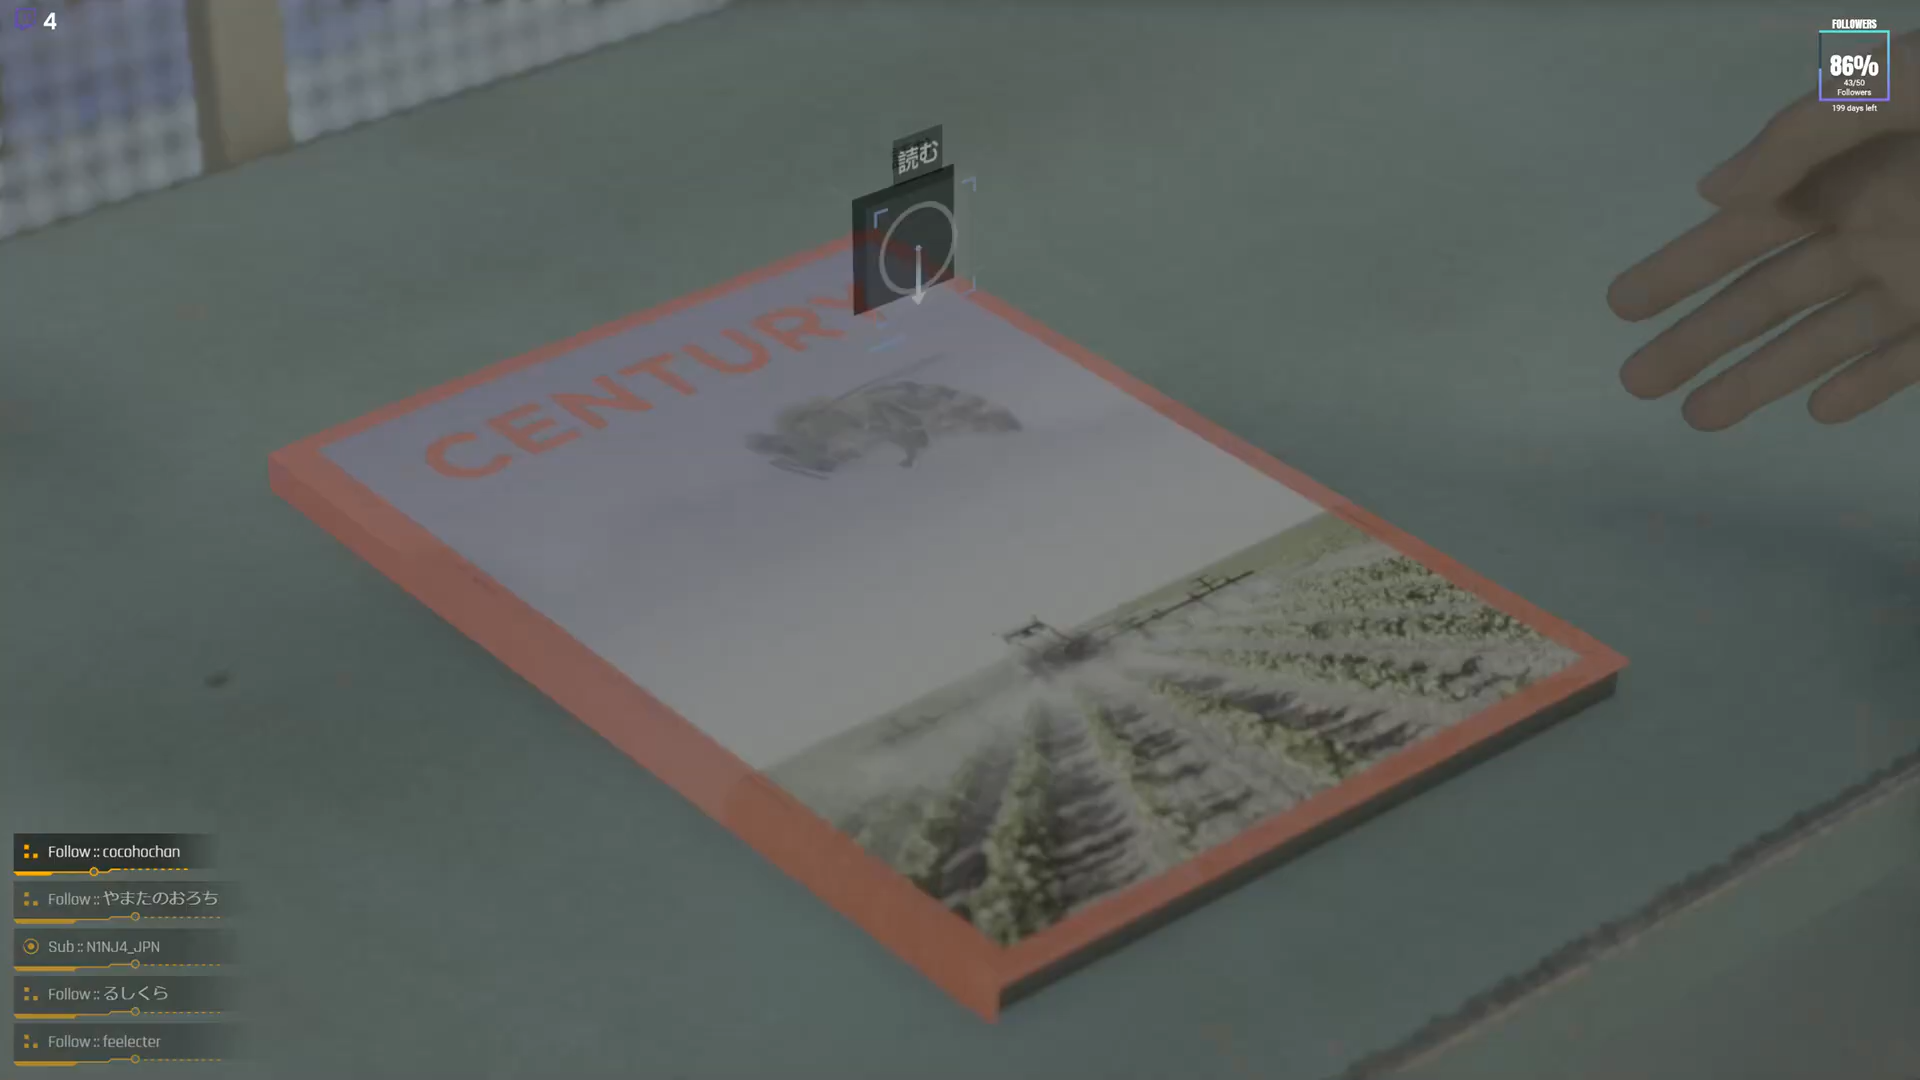 4
FOLLOWERS
86%
43/50
Followers
199 days left
読む
CENTURY
Follow :: cocohochan
Follow :: やまたのおろち
Sub :: N1NJ4_JPN
Follow :: るしくら
Follow :: feelecter